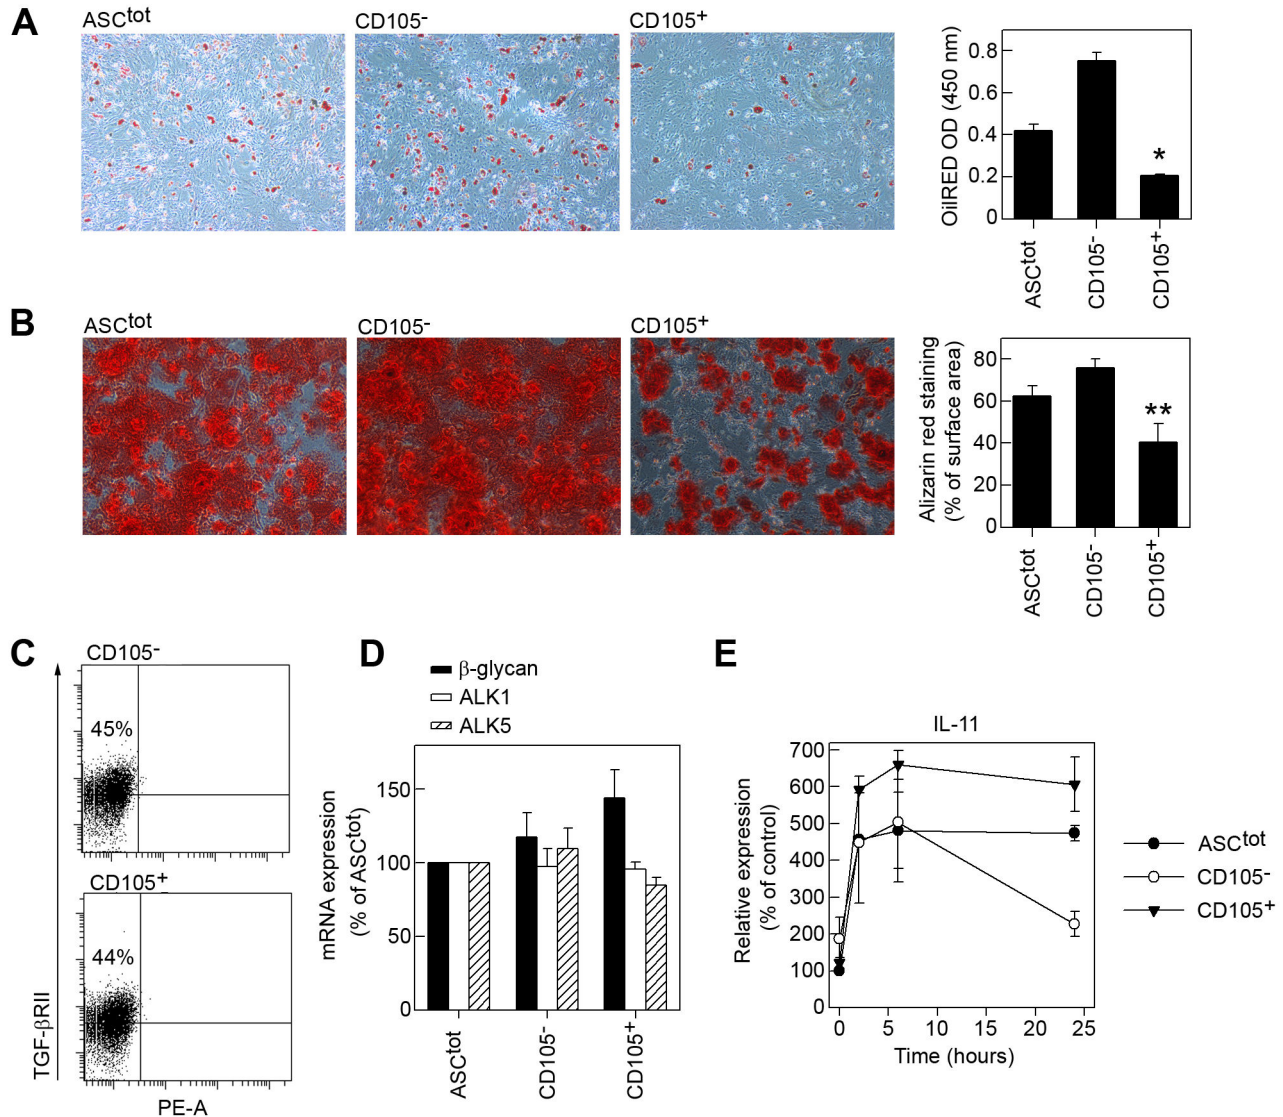 A
ASCtot
CD105-
CD105+
OilRED OD (450 nm)
0.8
0.6
0.4
0.2
0
*
ASCtot
CD105-
CD105+
B
ASCtot
CD105-
CD105+
Alizarin red staining
(% of surface area)
80
60
40
20
0
**
ASCtot
CD105-
CD105+
C
CD105-
45%
CD105+
44%
TGF-βRII
PE-A
D
β-glycan
ALK1
ALK5
mRNA expression
(% of ASCtot)
150
100
50
0
ASCtot
CD105-
CD105+
E
IL-11
Relative expression
(% of control)
700
600
500
400
300
200
100
0
0 5 10 15 20 25
Time (hours)
ASCtot
CD105-
CD105+